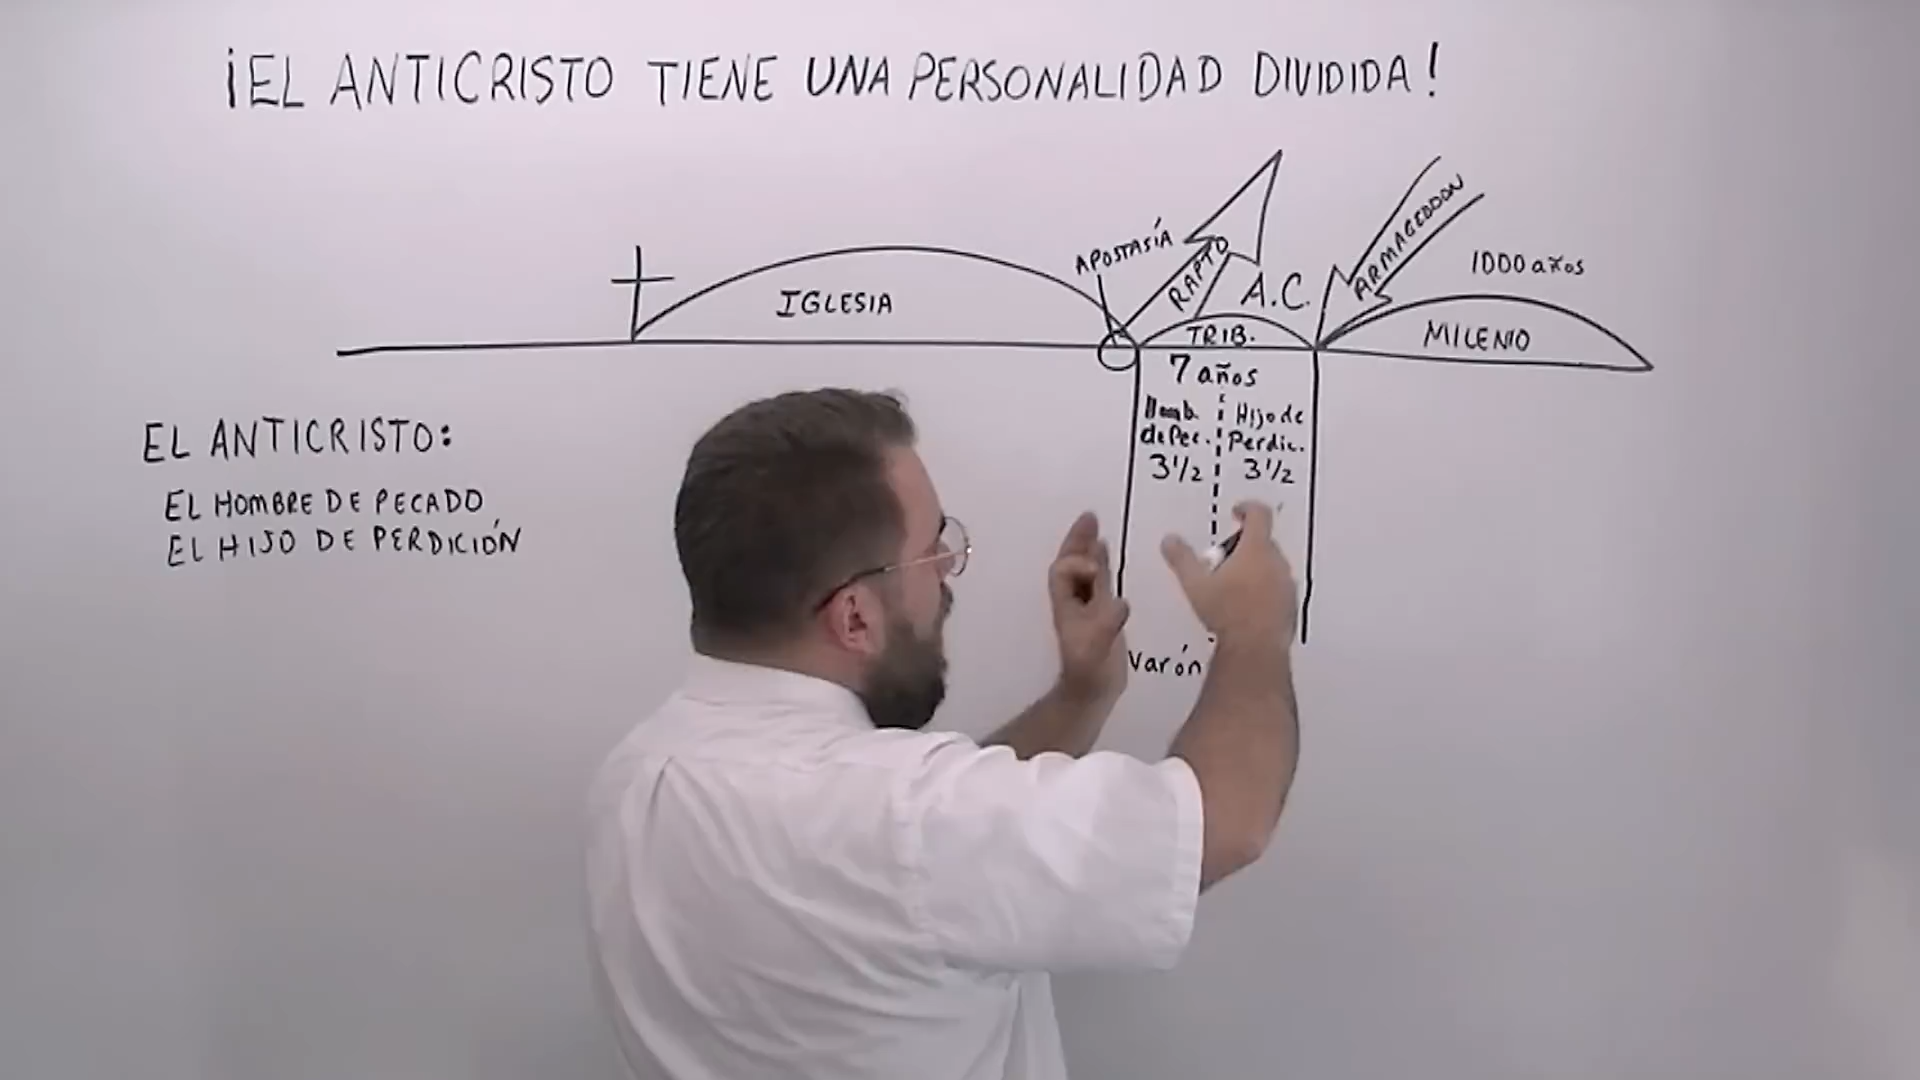 ¡EL ANTICRISTO TIENE UNA PERSONALIDAD DIVIDIDA!
APOSTASÍA
RAPTO
A.C.
ARMAGEDDON
1000 años
IGLESIA
TRIB.
MILENIO
7 años
Homb. de Pec. 3½
Hijo de Perdic. 3½
EL ANTICRISTO:
EL HOMBRE DE PECADO
EL HIJO DE PERDICIÓN
Varón